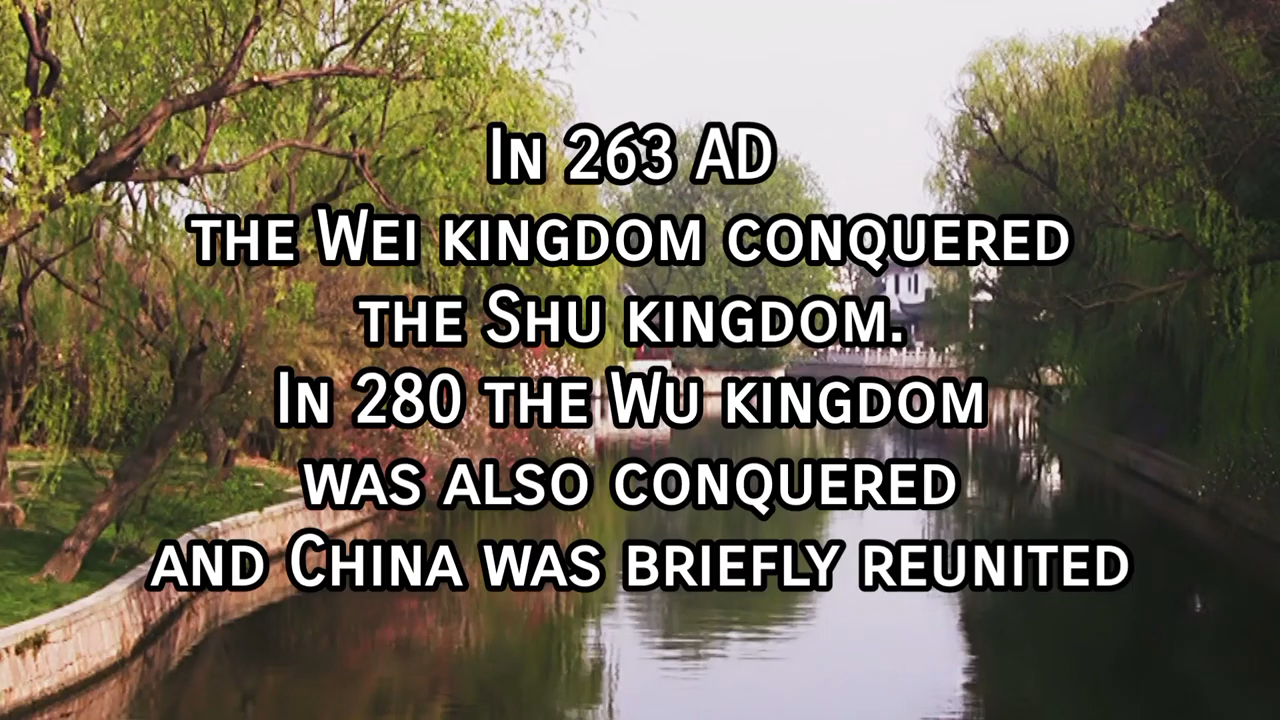 In 263 AD
the Wei kingdom conquered
the Shu kingdom.
In 280 the Wu kingdom
was also conquered
and China was briefly reunited